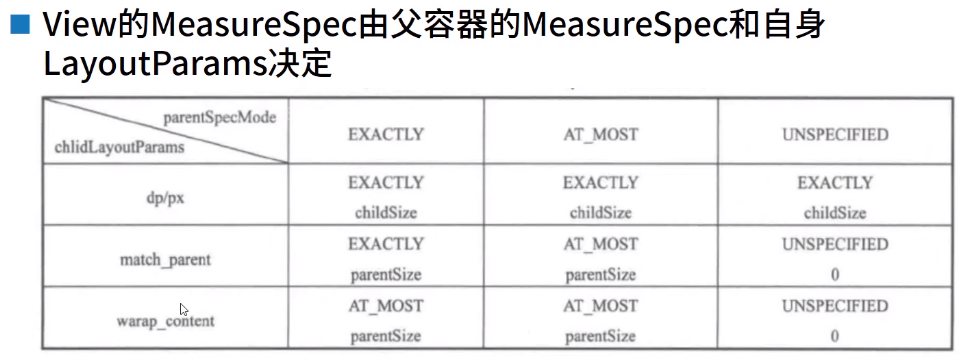 View的MeasureSpec由父容器的MeasureSpec和自身
LayoutParams决定
parentSpecMode
chlidLayoutParams
EXACTLY
AT_MOST
UNSPECIFIED
dp/px
EXACTLY
childSize
EXACTLY
childSize
EXACTLY
childSize
match_parent
EXACTLY
parentSize
AT_MOST
parentSize
UNSPECIFIED
0
warap_content
AT_MOST
parentSize
AT_MOST
parentSize
UNSPECIFIED
0